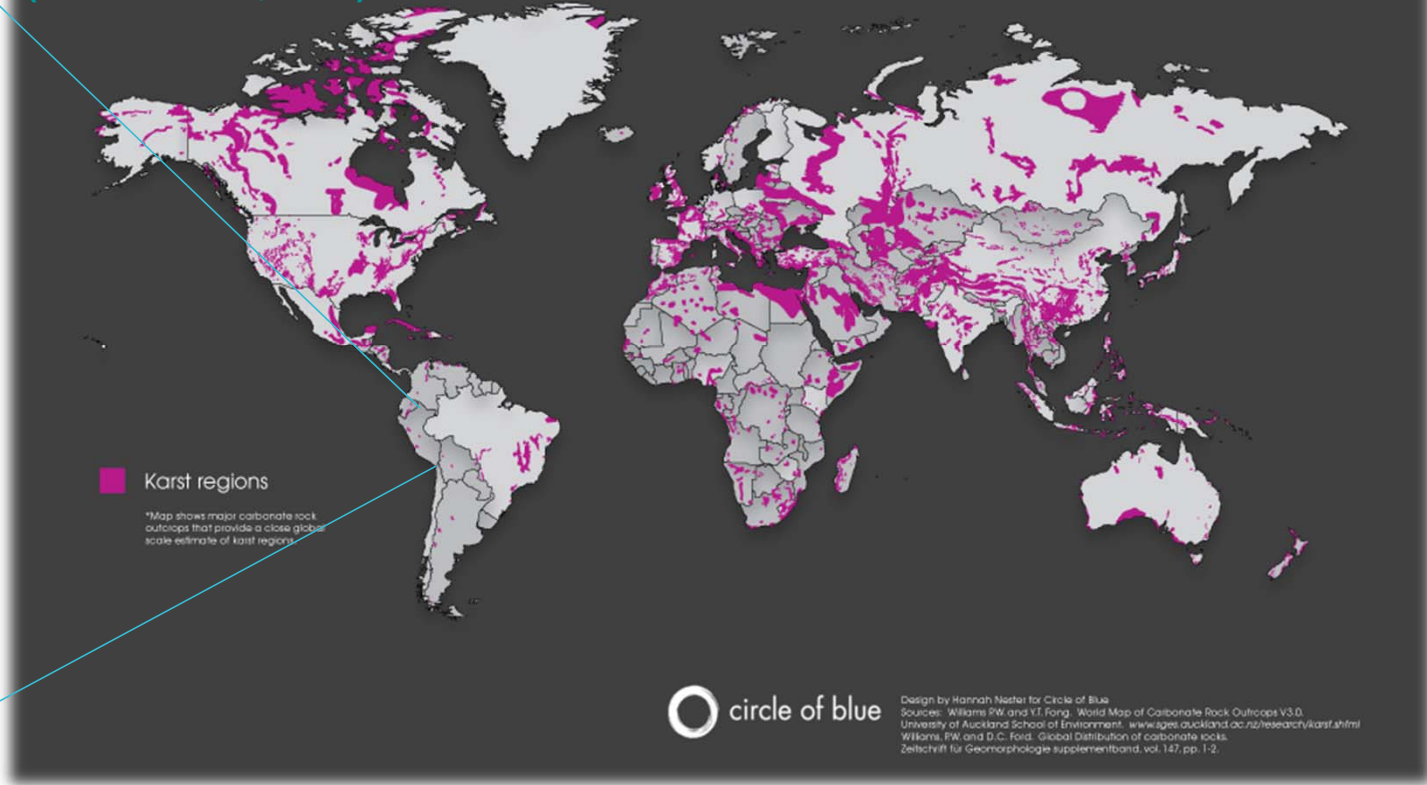 Karst regions
*Map shows major carbonate rock
outcrops that provide a close global
scale estimate of karst regions.
circle of blue
Design by Hannah Nester for Circle of Blue
Sources: Williams P.W. and Y.T. Fong. World Map of Carbonate Rock Outcrops V3.0.
University of Auckland School of Environment. www.sges.auckland.ac.nz/research/karst.shtml
Williams, P.W. and D.C. Ford. Global Distribution of carbonate rocks.
Zeitschrift für Geomorphologie supplementband, vol. 147, pp. 1-2.